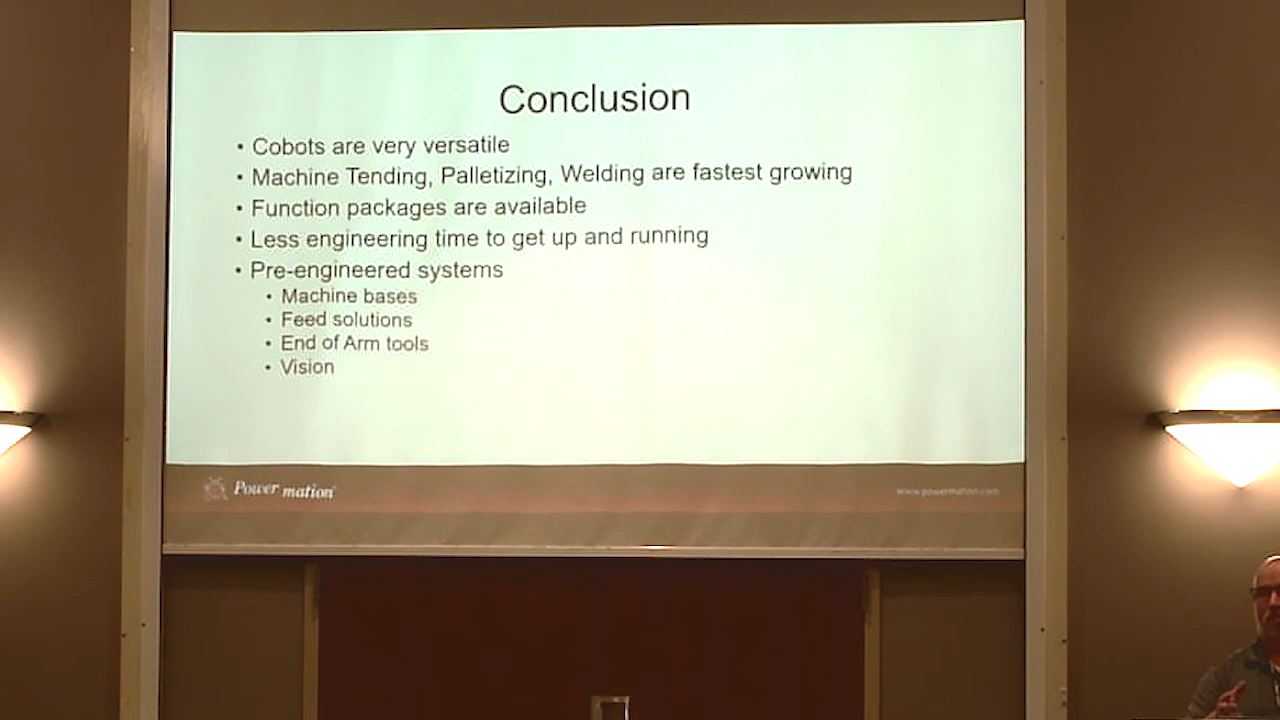 Conclusion
• Cobots are very versatile
• Machine Tending, Palletizing, Welding are fastest growing
• Function packages are available
• Less engineering time to get up and running
• Pre-engineered systems
• Machine bases
• Feed solutions
• End of Arm tools
• Vision
Power mation
www.powermation.com